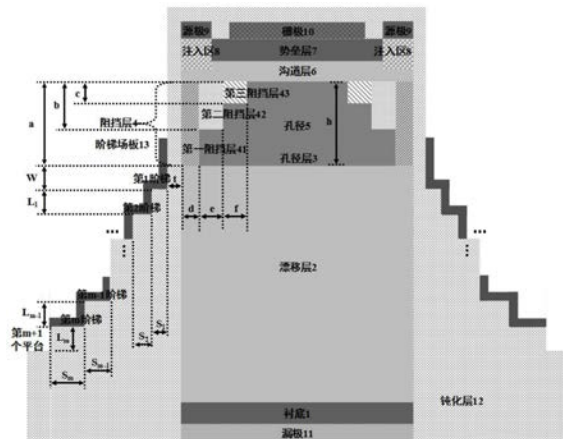 源极9
栅极10
源极9
注入区8
势垒层7
注入区8
沟道层6
c
第三阻挡层43
b
第二阻挡层42
h
a
阻挡层4
孔径5
阶梯场板13
第一阻挡层41
孔径层3
W
第1阶梯
t
L₁
第2阶梯
d
e
f
...
...
漂移层2
第m-1阶梯
Lm-1
第m阶梯
第m+1
个平台
Lm
S₂
S₁
Sm-1
Sm
钝化层12
衬底1
漏极11